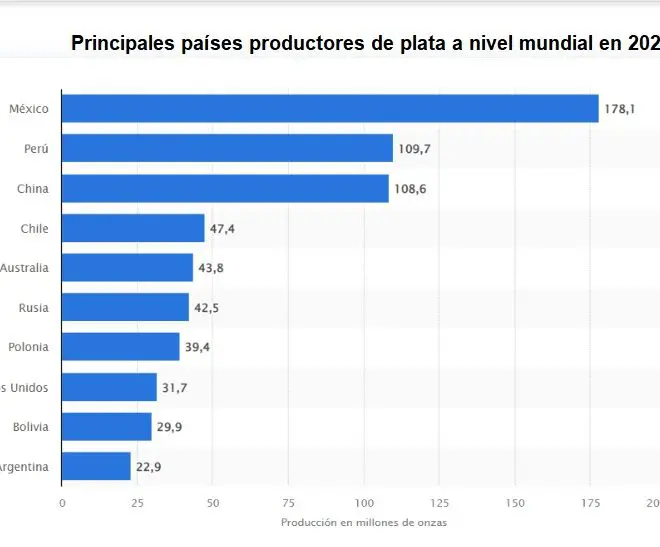 Principales países productores de plata a nivel mundial en 202
México 178,1
Perú 109,7
China 108,6
Chile 47,4
Australia 43,8
Rusia 42,5
Polonia 39,4
s Unidos 31,7
Bolivia 29,9
Argentina 22,9
0 25 50 75 100 125 150 175 20
Producción en millones de onzas